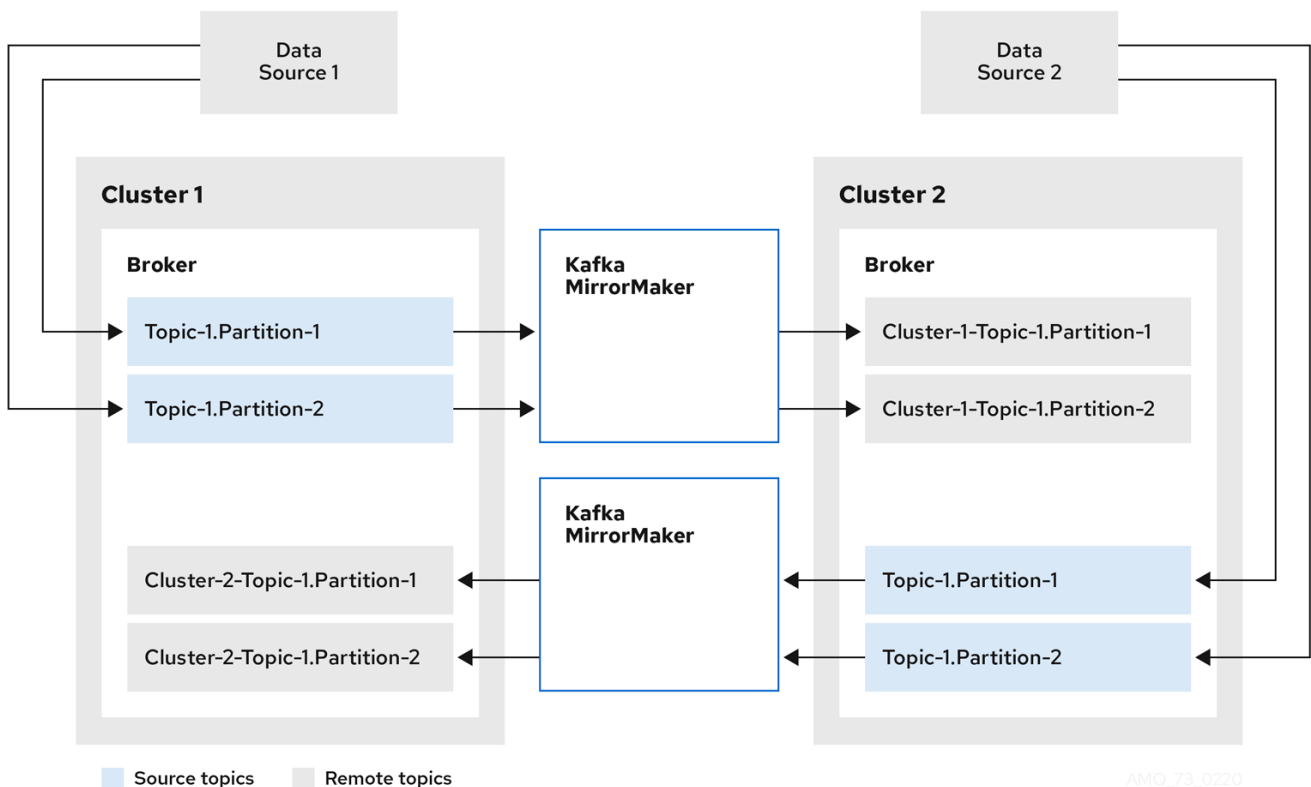 Data
Source 1
Data
Source 2
Cluster 1
Cluster 2
Broker
Topic-1.Partition-1
Topic-1.Partition-2
Cluster-2-Topic-1.Partition-1
Cluster-2-Topic-1.Partition-2
Kafka
MirrorMaker
Kafka
MirrorMaker
Broker
Cluster-1-Topic-1.Partition-1
Cluster-1-Topic-1.Partition-2
Topic-1.Partition-1
Topic-1.Partition-2
Source topics
Remote topics
AMQ_73_0220